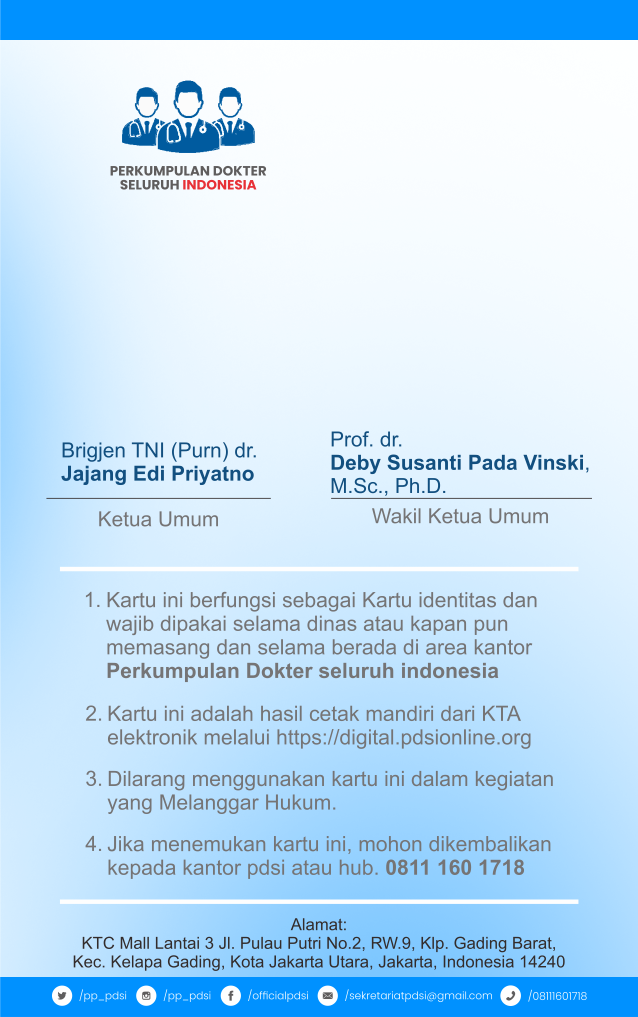 PERKUMPULAN DOKTER
SELURUH INDONESIA
Brigjen TNI (Purn) dr.
Jajang Edi Priyatno
Ketua Umum
Prof. dr.
Deby Susanti Pada Vinski,
M.Sc., Ph.D.
Wakil Ketua Umum
1. Kartu ini berfungsi sebagai Kartu identitas dan
wajib dipakai selama dinas atau kapan pun
memasang dan selama berada di area kantor
Perkumpulan Dokter seluruh indonesia
2. Kartu ini adalah hasil cetak mandiri dari KTA
elektronik melalui https://digital.pdsionline.org
3. Dilarang menggunakan kartu ini dalam kegiatan
yang Melanggar Hukum.
4. Jika menemukan kartu ini, mohon dikembalikan
kepada kantor pdsi atau hub. 0811 160 1718
Alamat:
KTC Mall Lantai 3 Jl. Pulau Putri No.2, RW.9, Klp. Gading Barat,
Kec. Kelapa Gading, Kota Jakarta Utara, Jakarta, Indonesia 14240
/pp_pdsi /pp_pdsi /officialpdsi /sekretariatpdsi@gmail.com /08111601718